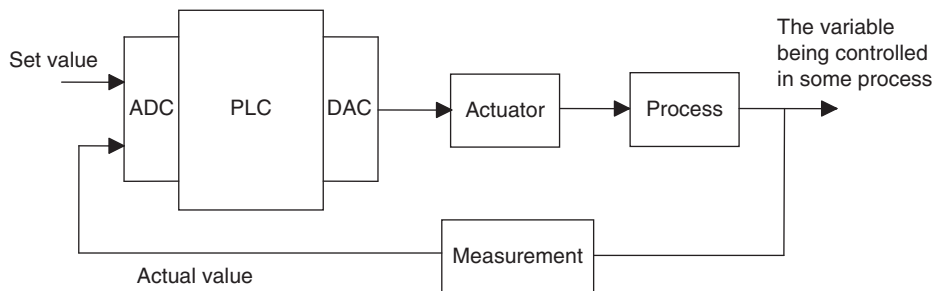 The variable
being controlled
in some process
Set value
ADC
PLC
DAC
Actuator
Process
Measurement
Actual value